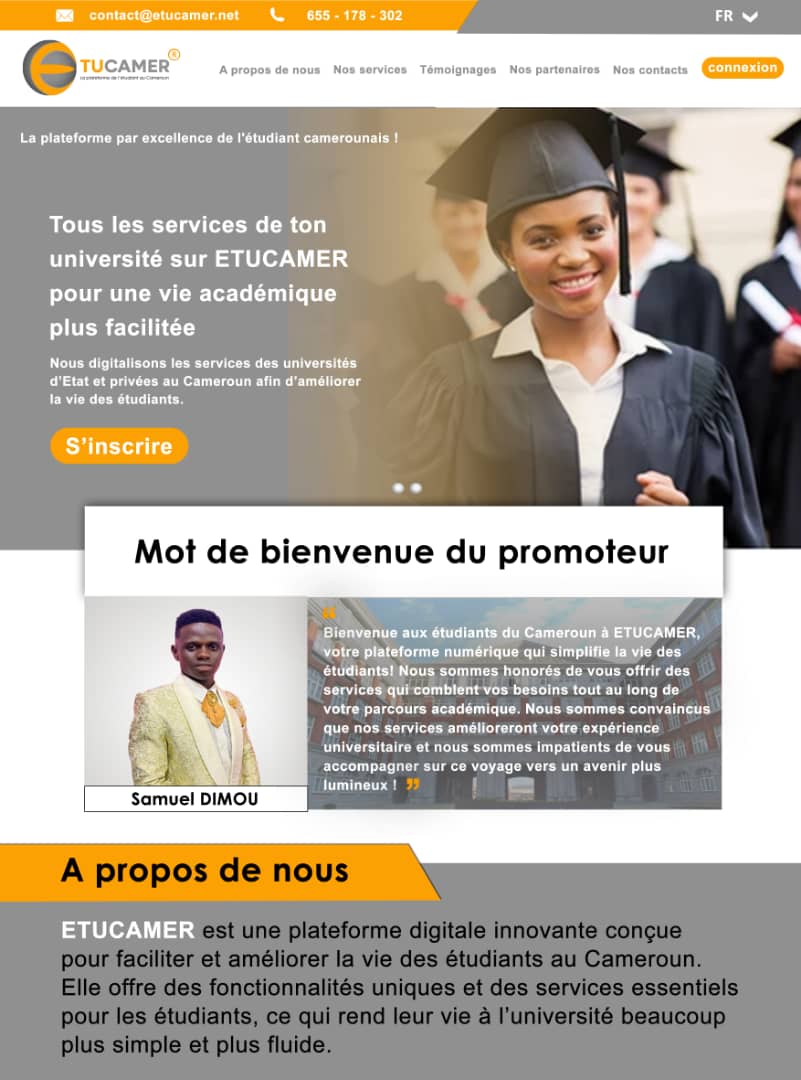 contact@etucamer.net
655 - 178 - 302
FR
ETUCAMER®
La plateforme de l'étudiant au Cameroun
A propos de nous
Nos services
Témoignages
Nos partenaires
Nos contacts
connexion
La plateforme par excellence de l'étudiant camerounais !
Tous les services de ton
université sur ETUCAMER
pour une vie académique
plus facilitée
Nous digitalisons les services des universités
d’Etat et privées au Cameroun afin d’améliorer
la vie des étudiants.
S’inscrire
Mot de bienvenue du promoteur
“
Bienvenue aux étudiants du Cameroun à ETUCAMER,
votre plateforme numérique qui simplifie la vie des
étudiants! Nous sommes honorés de vous offrir des
services qui comblent vos besoins tout au long de
votre parcours académique. Nous sommes convaincus
que nos services amélioreront votre expérience
universitaire et nous sommes impatients de vous
accompagner sur ce voyage vers un avenir plus
lumineux ! ”
Samuel DIMOU
A propos de nous
ETUCAMER est une plateforme digitale innovante conçue
pour faciliter et améliorer la vie des étudiants au Cameroun.
Elle offre des fonctionnalités uniques et des services essentiels
pour les étudiants, ce qui rend leur vie à l’université beaucoup
plus simple et plus fluide.